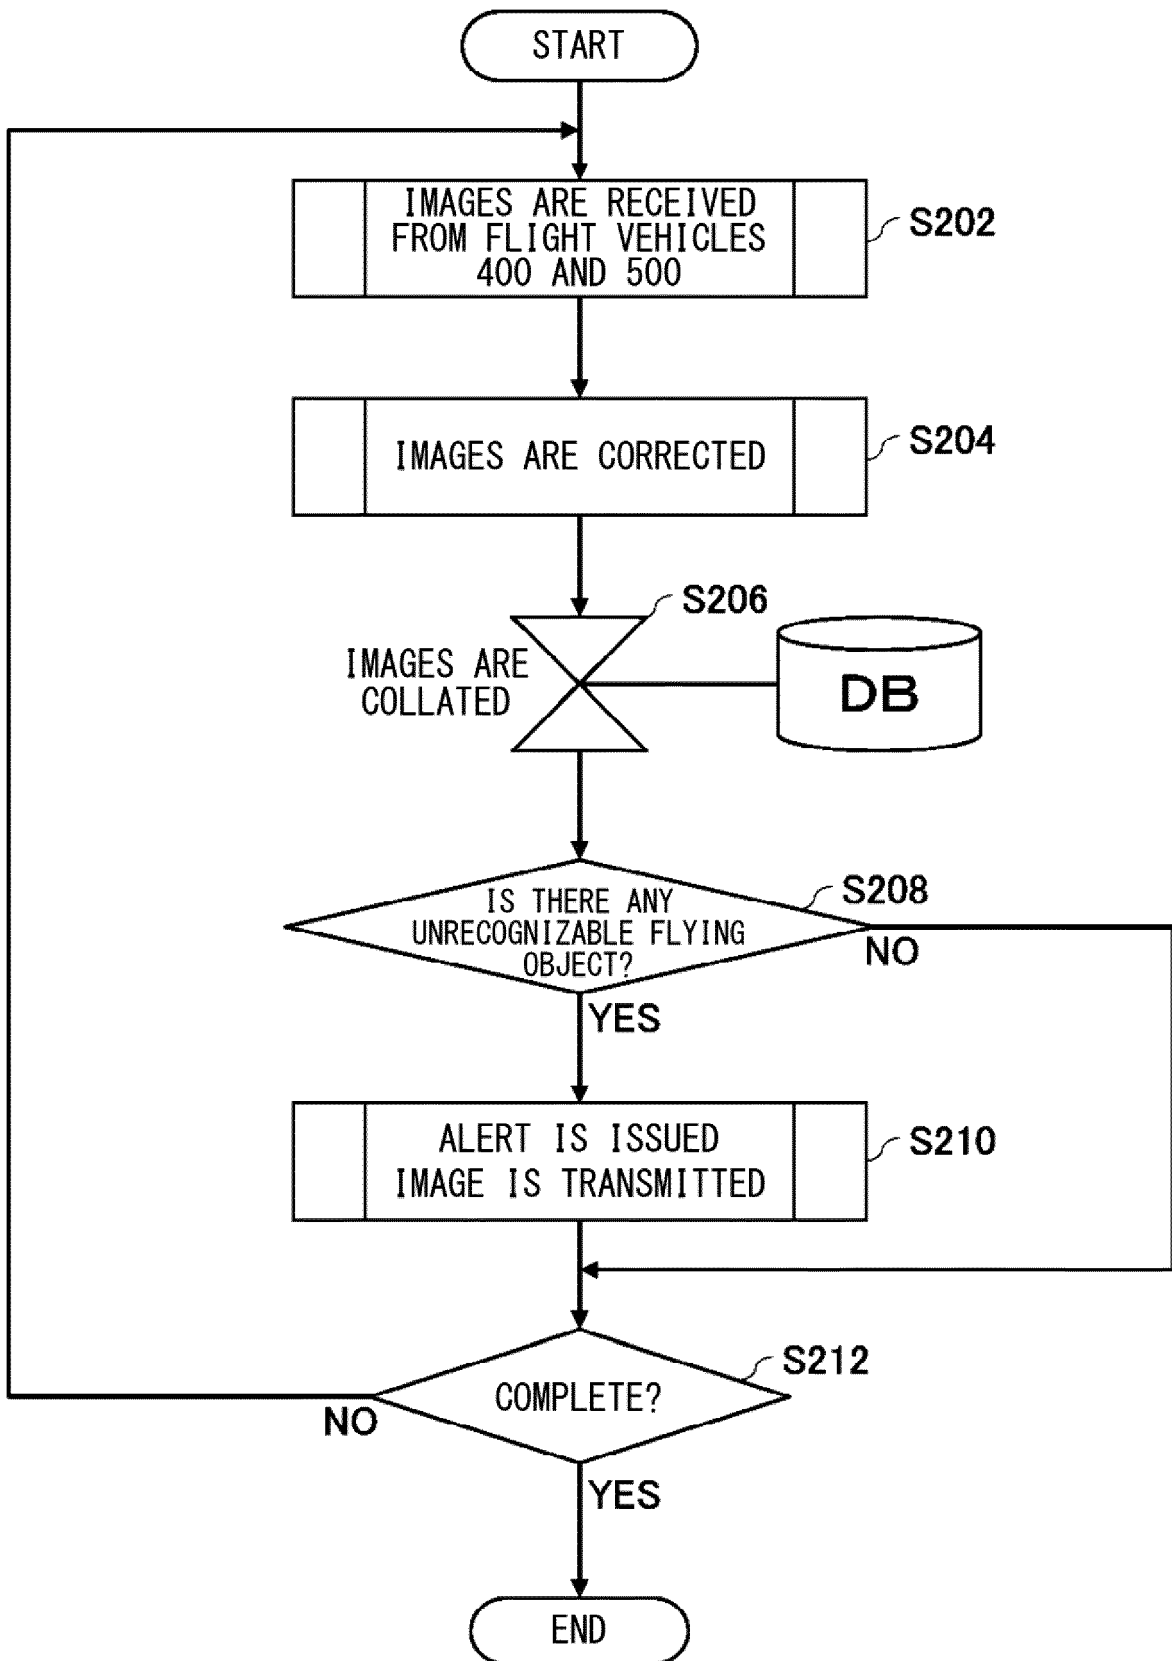 START
IMAGES ARE RECEIVED
FROM FLIGHT VEHICLES
400 AND 500
S202
IMAGES ARE CORRECTED
S204
S206
IMAGES ARE
COLLATED
DB
IS THERE ANY
UNRECOGNIZABLE FLYING
OBJECT?
S208
NO
YES
ALERT IS ISSUED
IMAGE IS TRANSMITTED
S210
COMPLETE?
S212
NO
YES
END